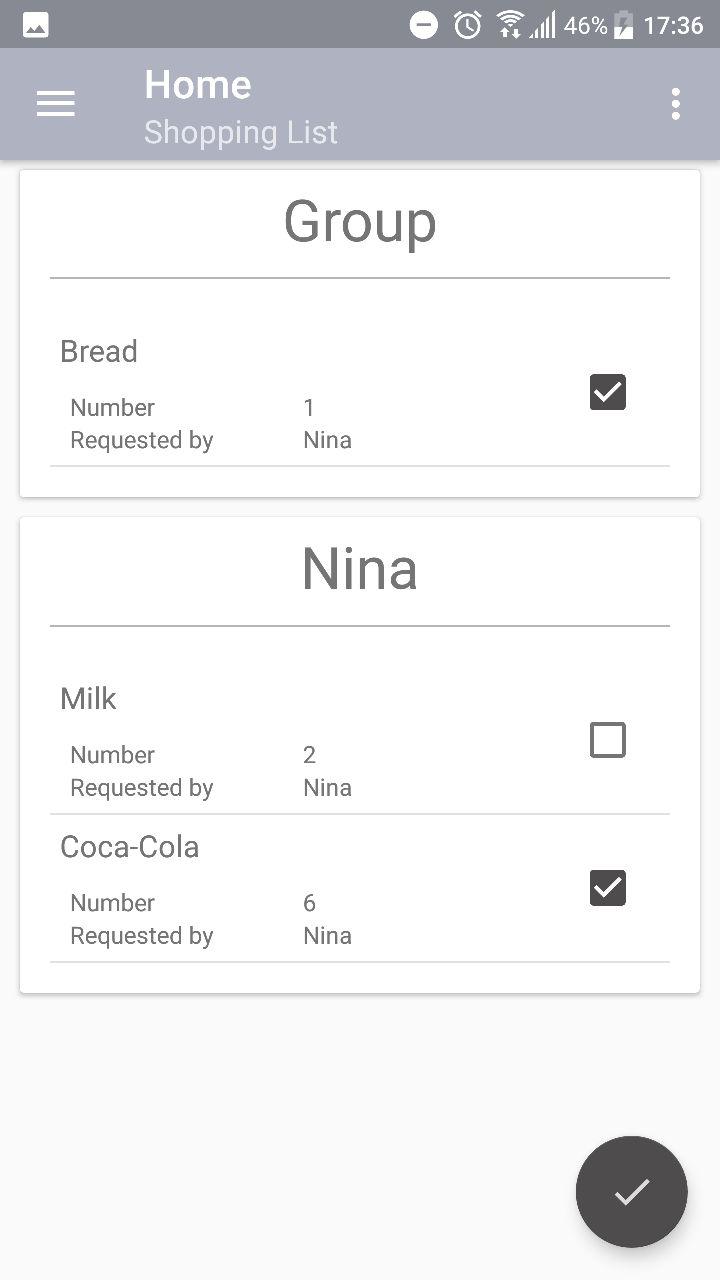 46% 17:36
Home
Shopping List
Group
Bread
Number 1
Requested by Nina
Nina
Milk
Number 2
Requested by Nina
Coca-Cola
Number 6
Requested by Nina